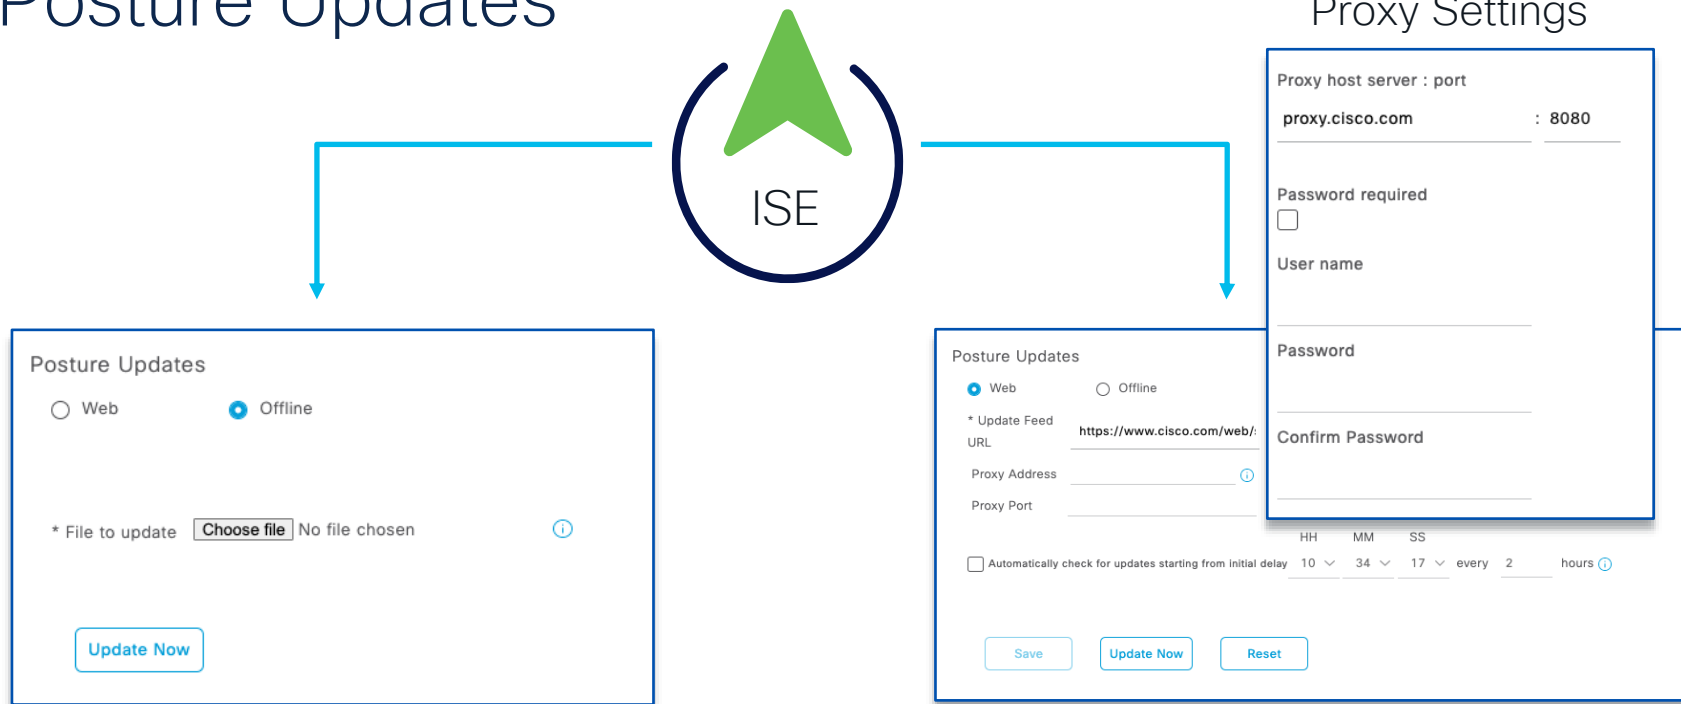 Posture Updates
Proxy Settings
ISE
Proxy host server : port
proxy.cisco.com : 8080
Password required
User name
Password
Confirm Password
Posture Updates
Web Offline
* File to update Choose file No file chosen
Update Now
Posture Updates
Web Offline
* Update Feed
URL
https://www.cisco.com/web/
Proxy Address
Proxy Port
HH MM SS
Automatically check for updates starting from initial delay 10 34 17 every 2 hours
Save Update Now Reset